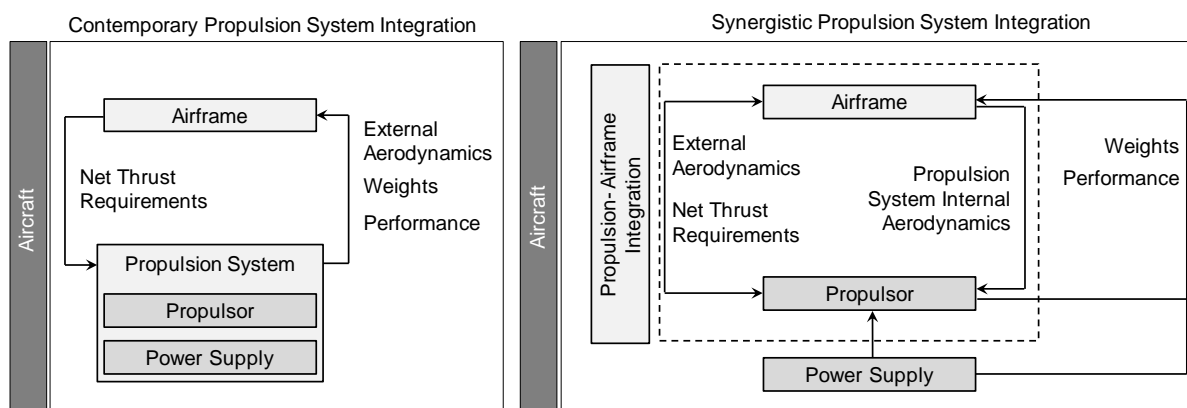 Contemporary Propulsion System Integration
Aircraft
Airframe
Net Thrust
Requirements
External
Aerodynamics
Weights
Performance
Propulsion System
Propulsor
Power Supply
Synergistic Propulsion System Integration
Aircraft
Propulsion- Airframe
Integration
Airframe
External
Aerodynamics
Net Thrust
Requirements
Propulsion
System Internal
Aerodynamics
Weights
Performance
Propulsor
Power Supply